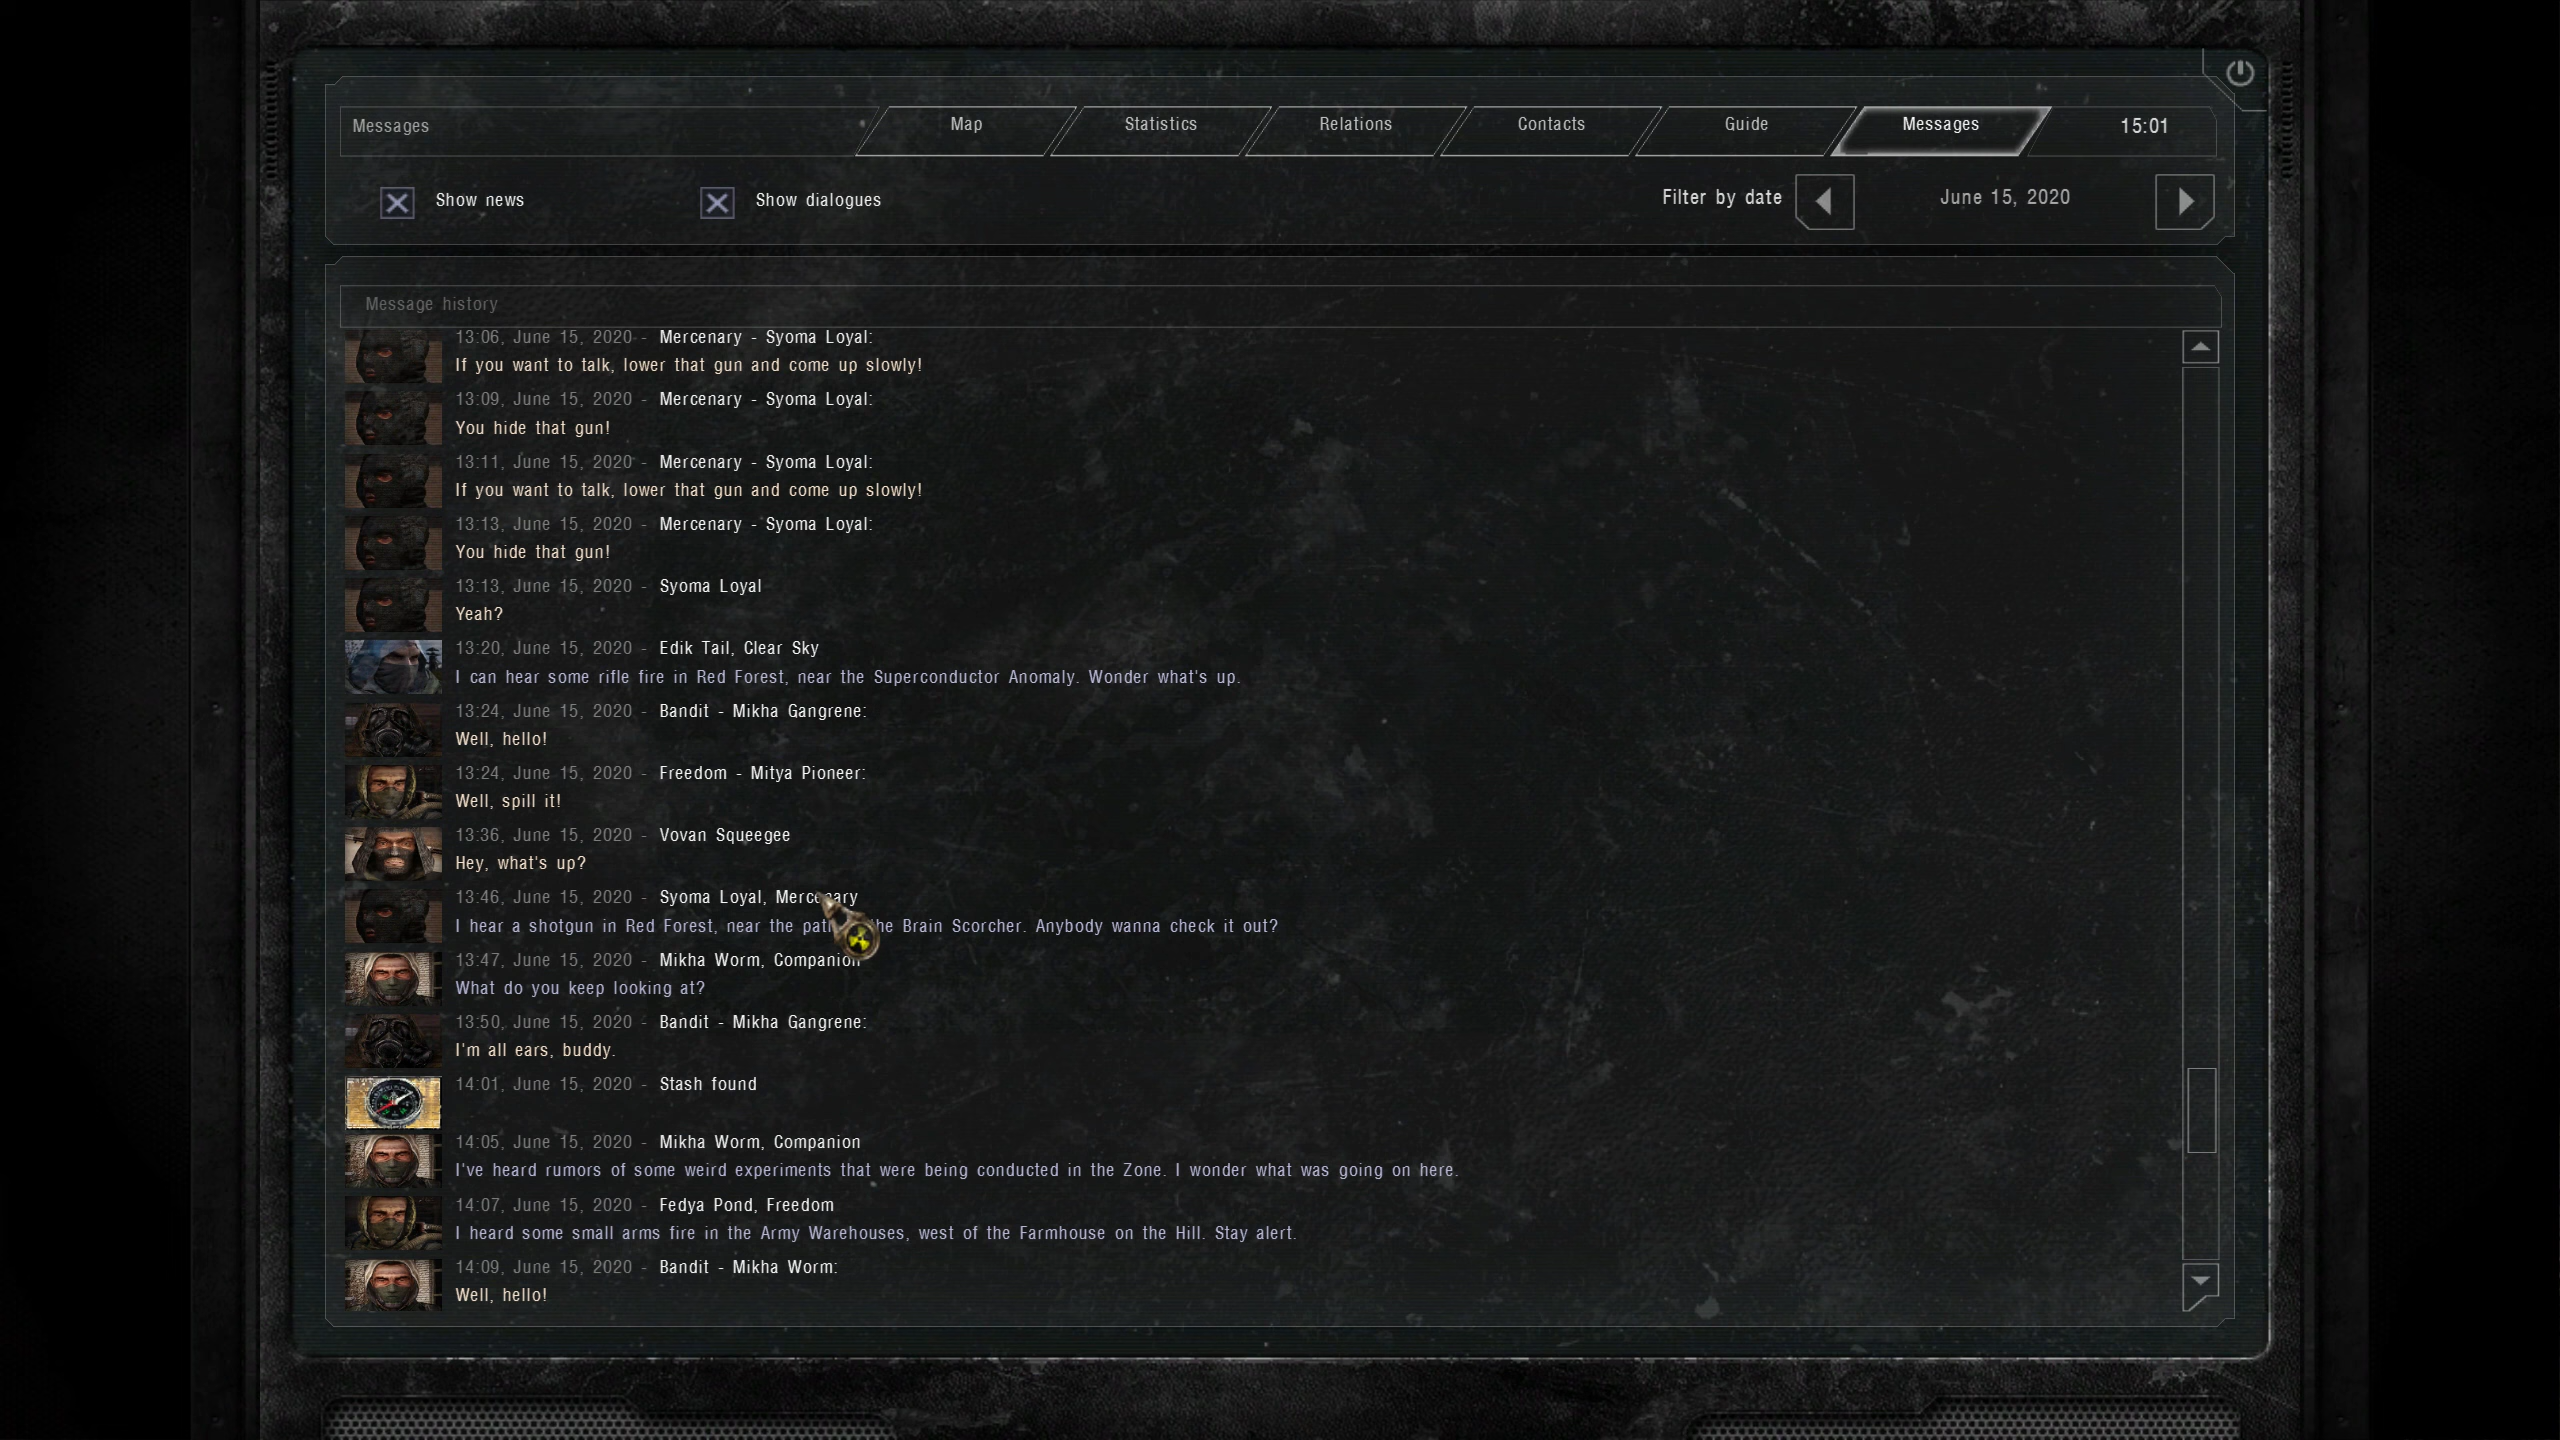 Messages
Map
Statistics
Relations
Contacts
Guide
Messages
15:01
Show news
Show dialogues
Filter by date
June 15, 2020
Message history
13:06, June 15, 2020 - Mercenary - Syoma Loyal:
If you want to talk, lower that gun and come up slowly!
13:09, June 15, 2020 - Mercenary - Syoma Loyal:
You hide that gun!
13:11, June 15, 2020 - Mercenary - Syoma Loyal:
If you want to talk, lower that gun and come up slowly!
13:13, June 15, 2020 - Mercenary - Syoma Loyal:
You hide that gun!
13:13, June 15, 2020 - Syoma Loyal
Yeah?
13:20, June 15, 2020 - Edik Tail, Clear Sky
I can hear some rifle fire in Red Forest, near the Superconductor Anomaly. Wonder what's up.
13:24, June 15, 2020 - Bandit - Mikha Gangrene:
Well, hello!
13:24, June 15, 2020 - Freedom - Mitya Pioneer:
Well, spill it!
13:36, June 15, 2020 - Vovan Squeegee
Hey, what's up?
13:46, June 15, 2020 - Syoma Loyal, Mercenary
I hear a shotgun in Red Forest, near the path the Brain Scorcher. Anybody wanna check it out?
13:47, June 15, 2020 - Mikha Worm, Companion
What do you keep looking at?
13:50, June 15, 2020 - Bandit - Mikha Gangrene:
I'm all ears, buddy.
14:01, June 15, 2020 - Stash found
14:05, June 15, 2020 - Mikha Worm, Companion
I've heard rumors of some weird experiments that were being conducted in the Zone. I wonder what was going on here.
14:07, June 15, 2020 - Fedya Pond, Freedom
I heard some small arms fire in the Army Warehouses, west of the Farmhouse on the Hill. Stay alert.
14:09, June 15, 2020 - Bandit - Mikha Worm:
Well, hello!